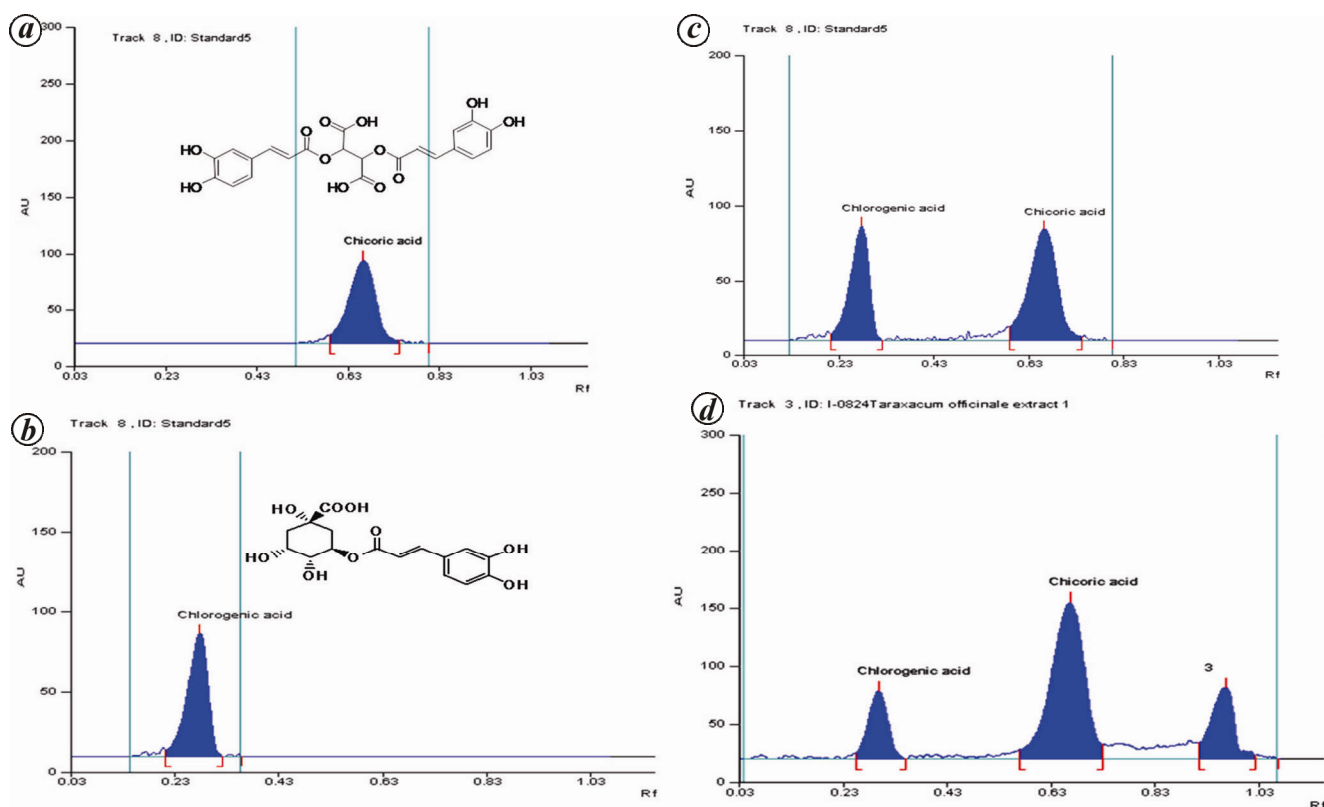 a
Track 8 , ID: Standard5
300
250
200
150
100
50
0
AU
HO
HO
O
O
O
OH
HO
O
O
O
OH
OH
Chicoric acid
0.03 0.23 0.43 0.63 0.83 1.03
Rf
b
Track 8 , ID: Standard5
200
150
100
50
0
AU
HO
COOH
HO
OH
O
O
OH
OH
Chlorogenic acid
0.03 0.23 0.43 0.63 0.83 1.03
Rf
c
Track 8 , ID: Standard5
200
150
100
50
0
AU
Chlorogenic acid
Chicoric acid
0.03 0.23 0.43 0.63 0.83 1.03
Rf
d
Track 3 , ID: I-0824Taraxacum officinale extract 1
300
250
200
150
100
50
0
AU
Chlorogenic acid
Chicoric acid
3
0.03 0.23 0.43 0.63 0.83 1.03
Rf